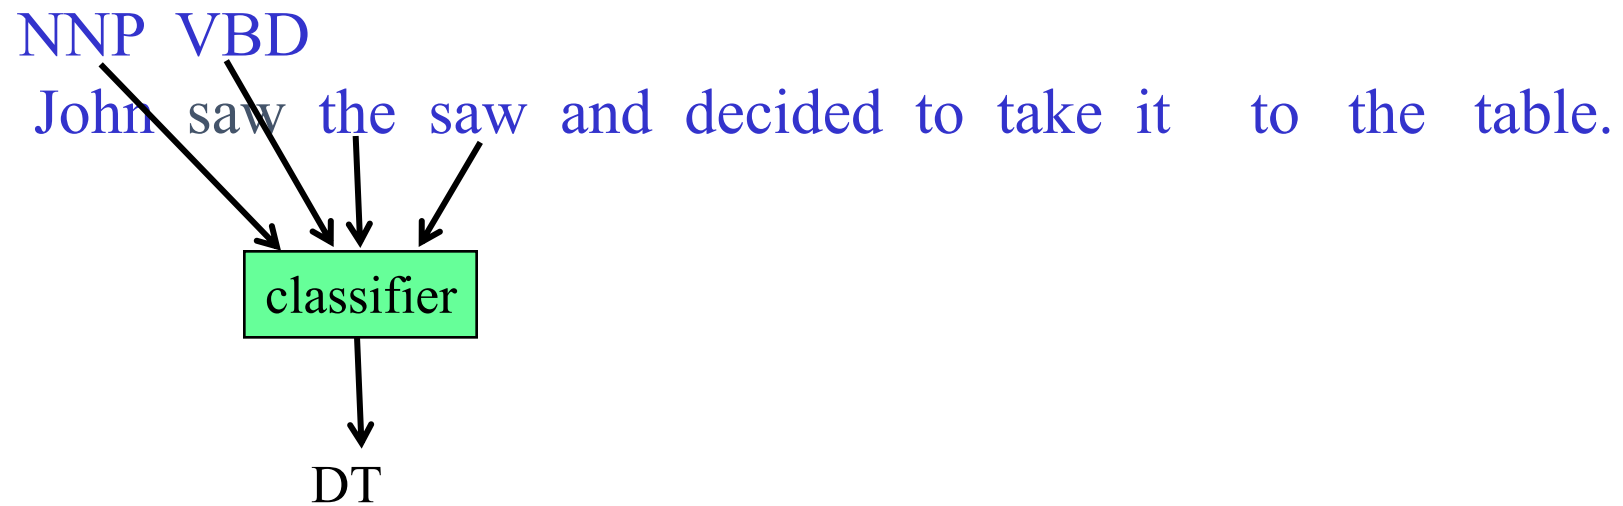 NNP VBD
John saw the saw and decided to take it to the table.
classifier
DT